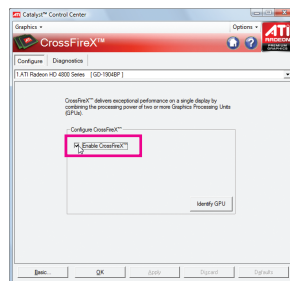 Catalyst™ Control Center
Graphics
Options
CrossFireX™
ATI
RADEON
PREMIUM
GRAPHICS
Configure
Diagnostics
1.ATI Radeon HD 4800 Series [GD-1904BP ]
CrossFireX™ delivers exceptional performance on a single display by
combining the processing power of two or more Graphics Processing Units
(GPUs).
Configure CrossFireX™
Enable CrossFireX™
Identify GPU
Basic...
OK
Apply
Discard
Defaults